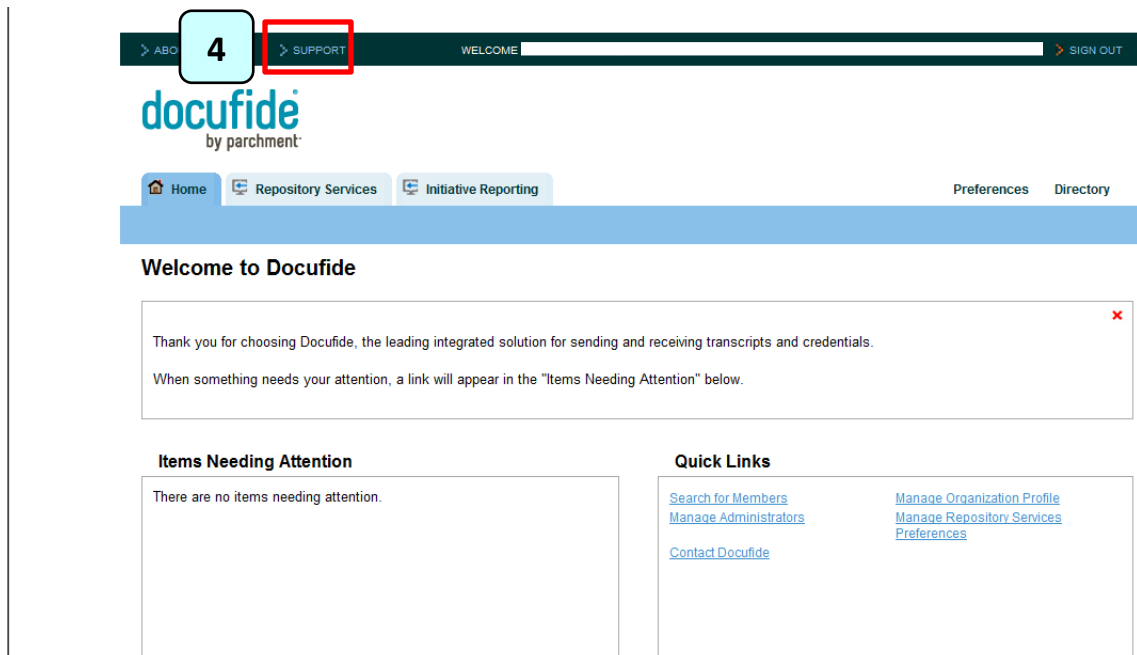 ABO 4 SUPPORT WELCOME SIGN OUT
docufide
by parchment
Home Repository Services Initiative Reporting Preferences Directory
Welcome to Docufide
Thank you for choosing Docufide, the leading integrated solution for sending and receiving transcripts and credentials.
When something needs your attention, a link will appear in the "Items Needing Attention" below.
Items Needing Attention
There are no items needing attention.
Quick Links
Search for Members
Manage Administrators
Contact Docufide
Manage Organization Profile
Manage Repository Services
Preferences